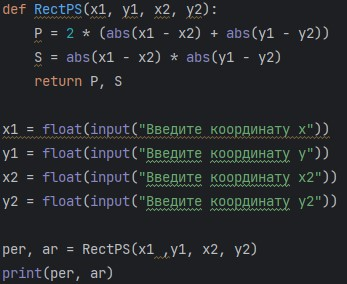 def RectPS(x1, y1, x2, y2):
    P = 2 * (abs(x1 - x2) + abs(y1 - y2))
    S = abs(x1 - x2) * abs(y1 - y2)
    return P, S

x1 = float(input("Введите координату x"))
y1 = float(input("Введите координату y"))
x2 = float(input("Введите координату x2"))
y2 = float(input("Введите координату y2"))

per, ar = RectPS(x1 ,y1, x2, y2)
print(per, ar)